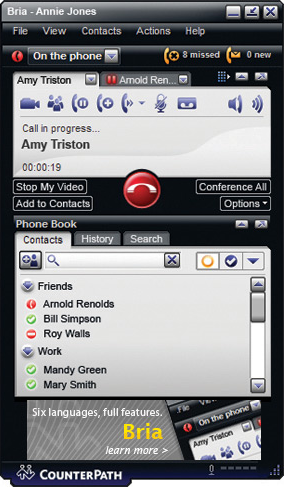 Bria - Annie Jones
File View Contacts Actions Help
On the phone 8 missed 0 new
Amy Triston Arnold Ren...
Call in progress...
Amy Triston
00:00:19
Stop My Video Conference All
Add to Contacts Options
Phone Book
Contacts History Search
Friends
Arnold Renolds
Bill Simpson
Roy Walls
Work
Mandy Green
Mary Smith
Six languages, full features.
Bria
learn more >
File View
On the phone
Amy Triston
COUNTERPATH